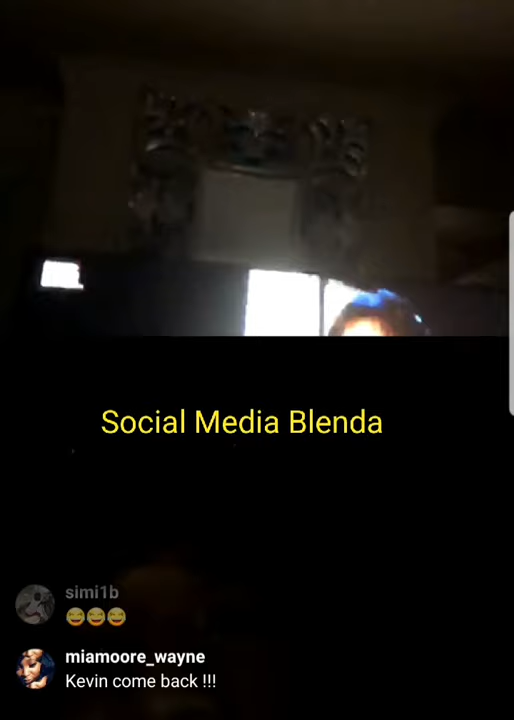 Social Media Blenda
simi1b
😆😆😆
miamoore_wayne
Kevin come back !!!